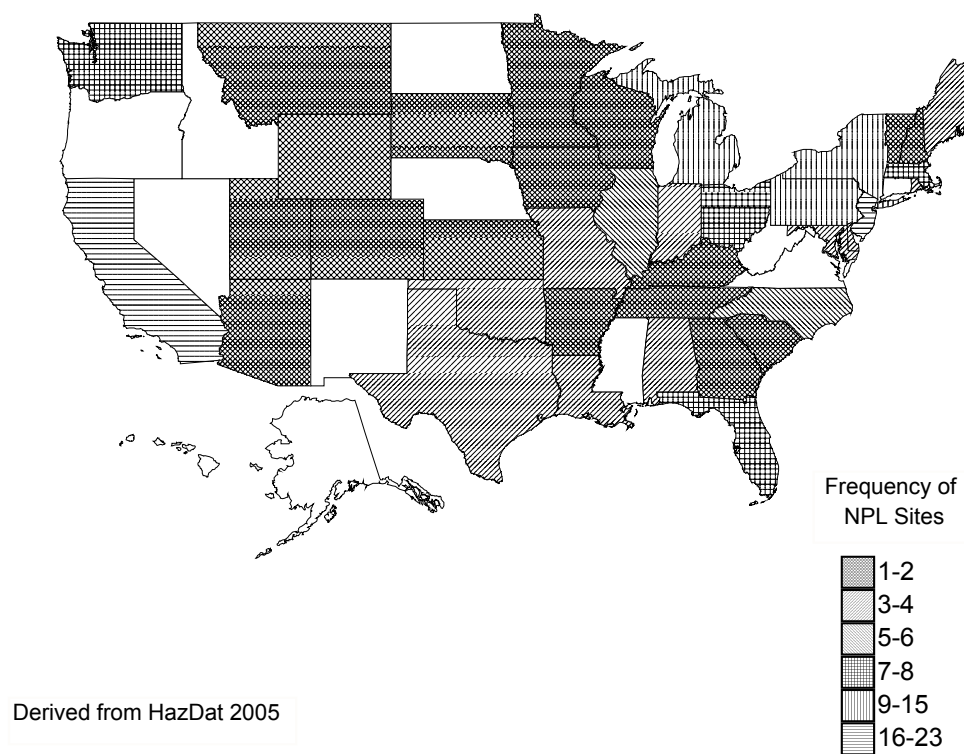 Frequency of
NPL Sites
1-2
3-4
5-6
7-8
9-15
16-23
Derived from HazDat 2005